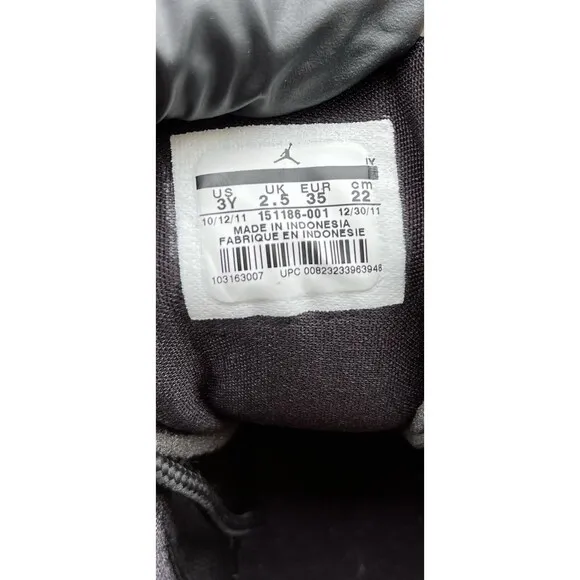 US UK EUR cm
3Y 2.5 35 22
10/12/11 151186-001 12/30/11
MADE IN INDONESIA
FABRIQUE EN INDONESIE
103163007 UPC 00823233963948